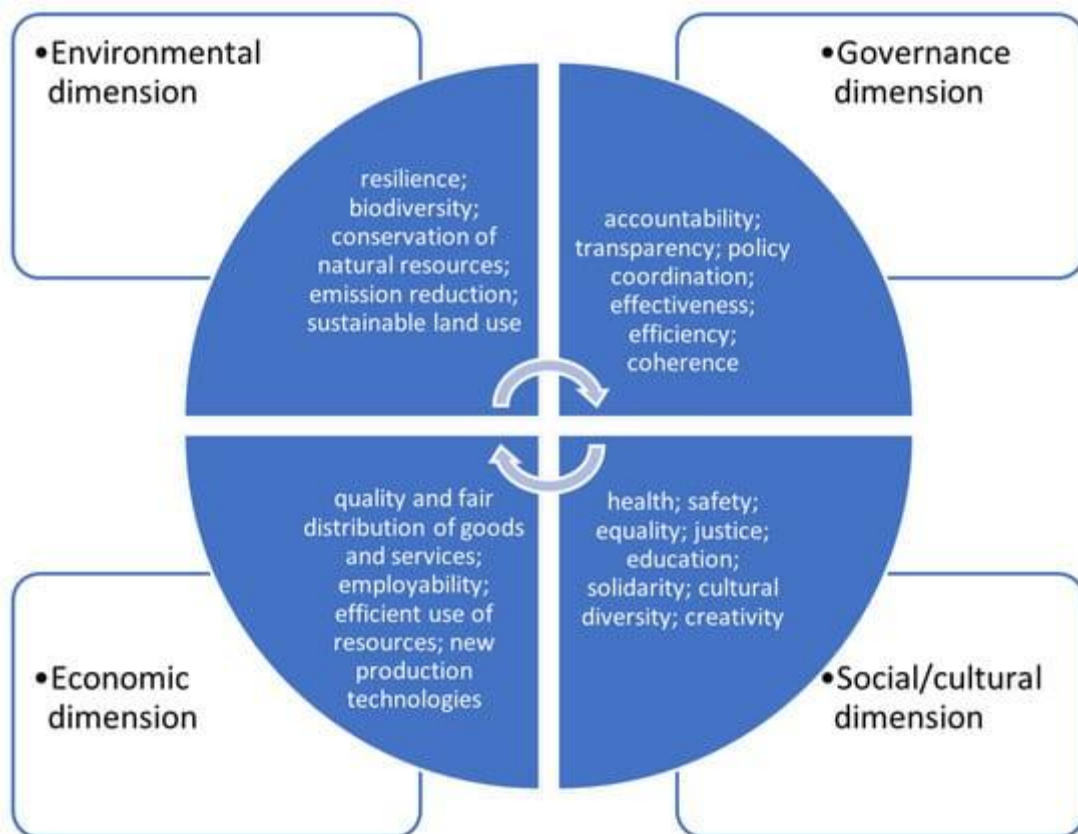 •Environmental
dimension
resilience;
biodiversity;
conservation of
natural resources;
emission reduction;
sustainable land use
•Governance
dimension
accountability;
transparency; policy
coordination;
effectiveness;
efficiency;
coherence
quality and fair
distribution of goods
and services;
employability;
efficient use of
resources; new
production
technologies
•Economic
dimension
health; safety;
equality; justice;
education;
solidarity; cultural
diversity; creativity
•Social/cultural
dimension